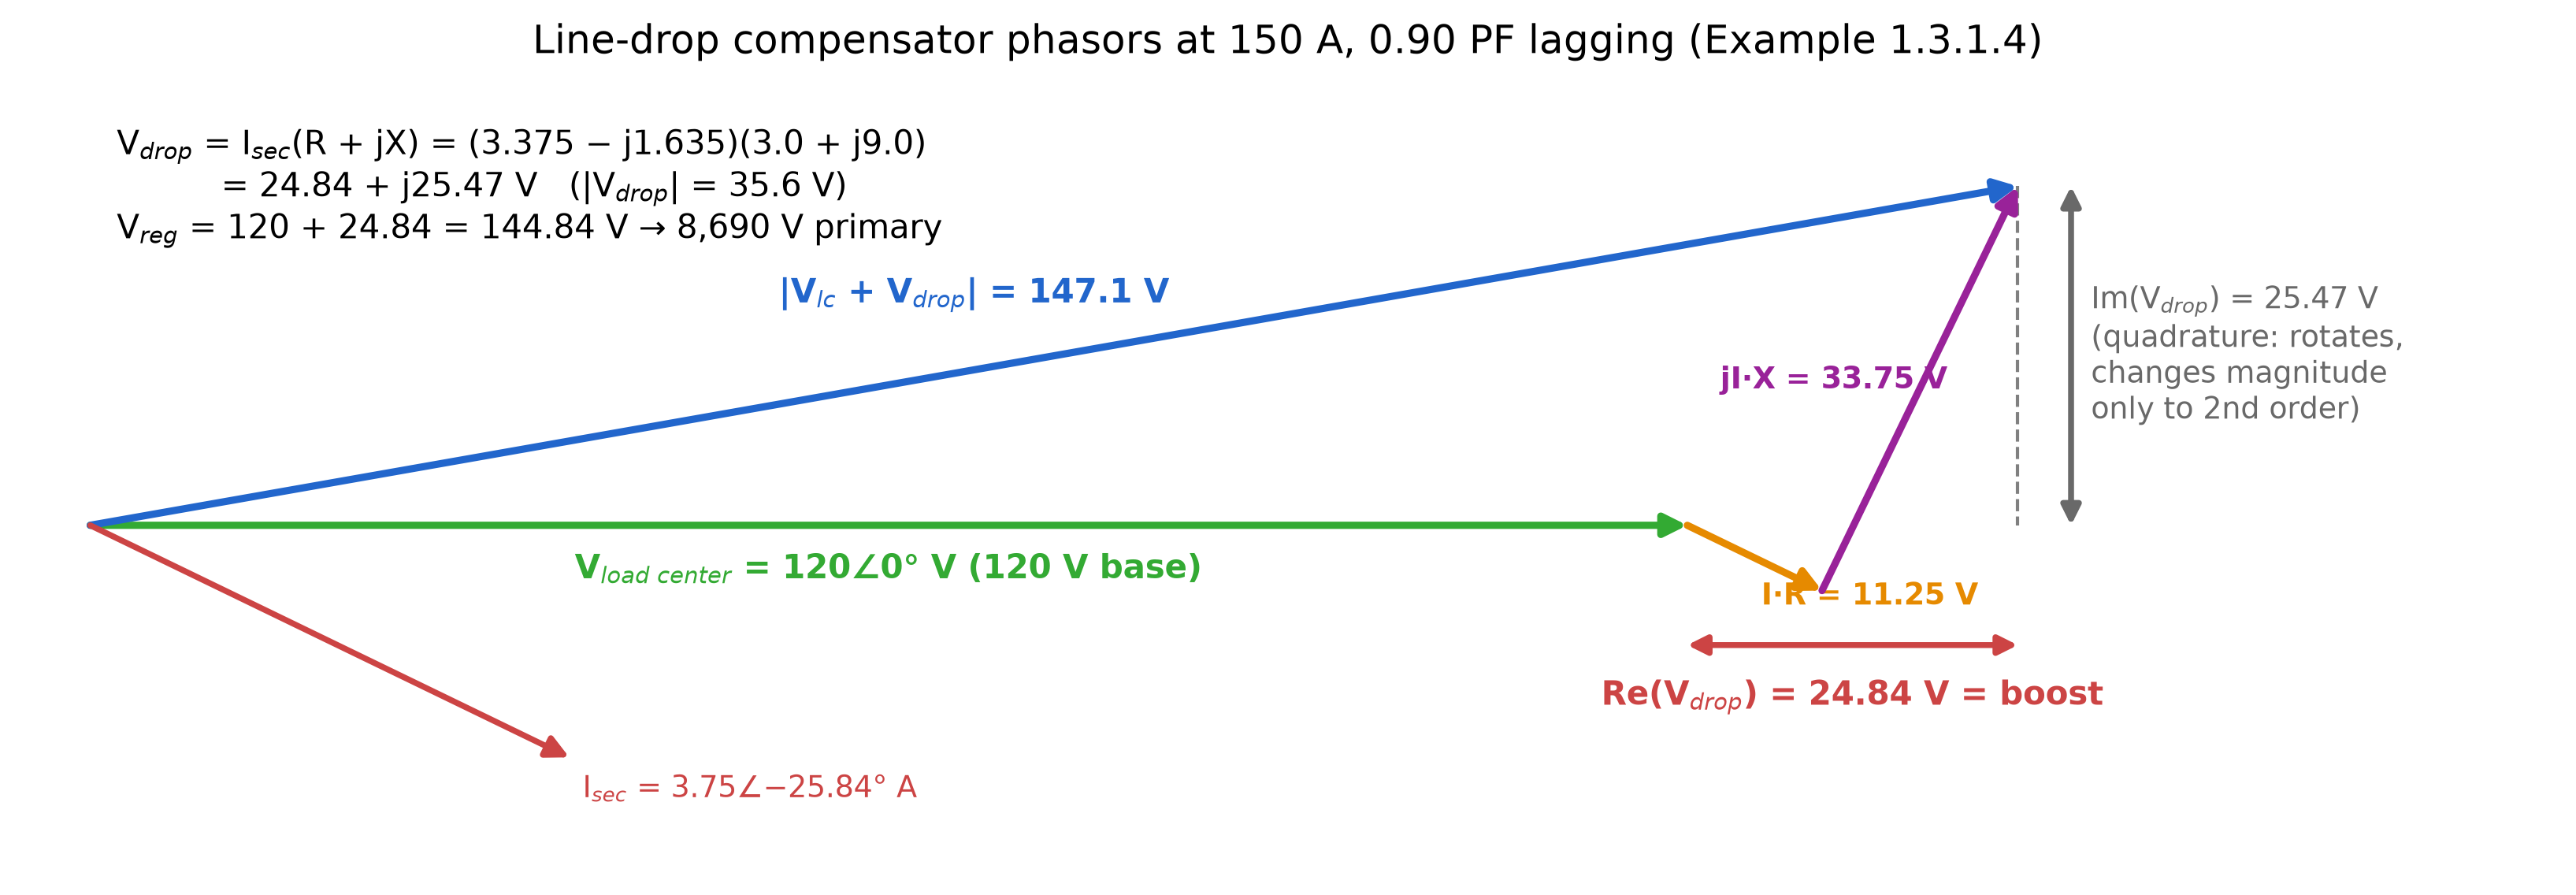 Line-drop compensator phasors at 150 A, 0.90 PF lagging (Example 1.3.1.4)
V_drop = I_sec(R + jX) = (3.375 − j1.635)(3.0 + j9.0)
= 24.84 + j25.47 V (|V_drop| = 35.6 V)
V_reg = 120 + 24.84 = 144.84 V → 8,690 V primary
|V_lc + V_drop| = 147.1 V
Im(V_drop) = 25.47 V
(quadrature: rotates,
changes magnitude
only to 2nd order)
jI·X = 33.75 V
V_load center = 120∠0° V (120 V base)
I·R = 11.25 V
Re(V_drop) = 24.84 V = boost
I_sec = 3.75∠−25.84° A